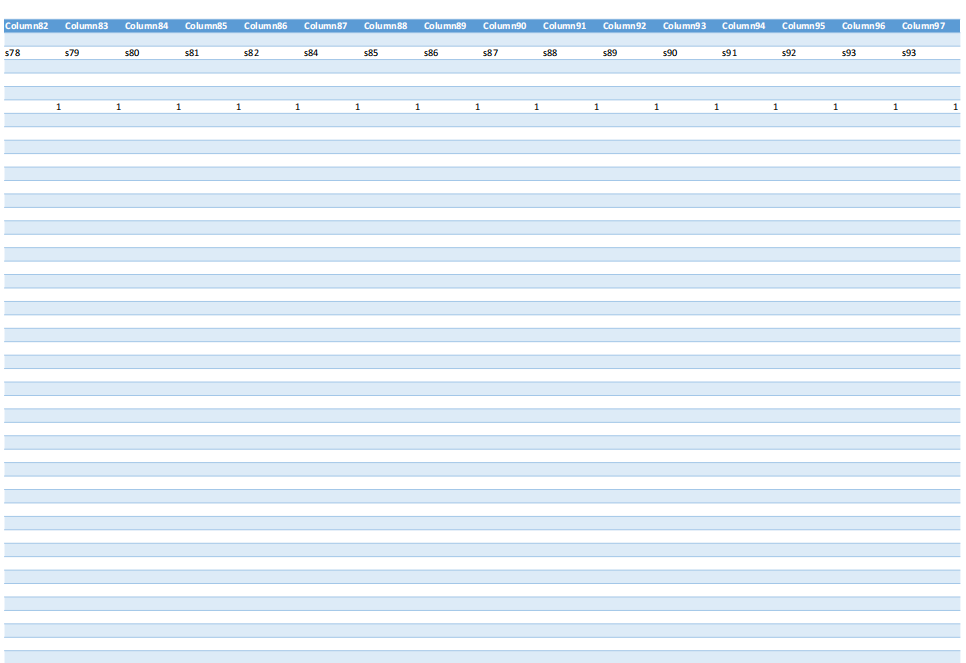 Column82 Column83 Column84 Column85 Column86 Column87 Column88 Column89 Column90 Column91 Column92 Column93 Column94 Column95 Column96 Column97
s78 s79 s80 s81 s82 s84 s85 s86 s87 s88 s89 s90 s91 s92 s93 s93
1 1 1 1 1 1 1 1 1 1 1 1 1 1 1 1